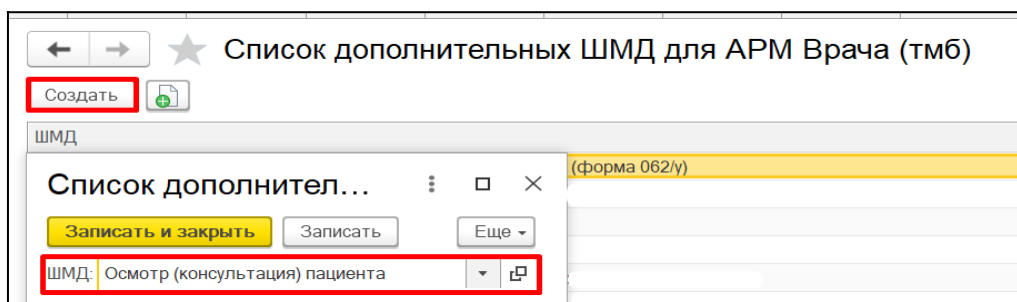 Список дополнительных ШМД для АРМ Врача (тмб)
Создать
ШМД
(форма 062/у)
Список дополнител...
Записать и закрыть Записать Еще
ШМД: Осмотр (консультация) пациента